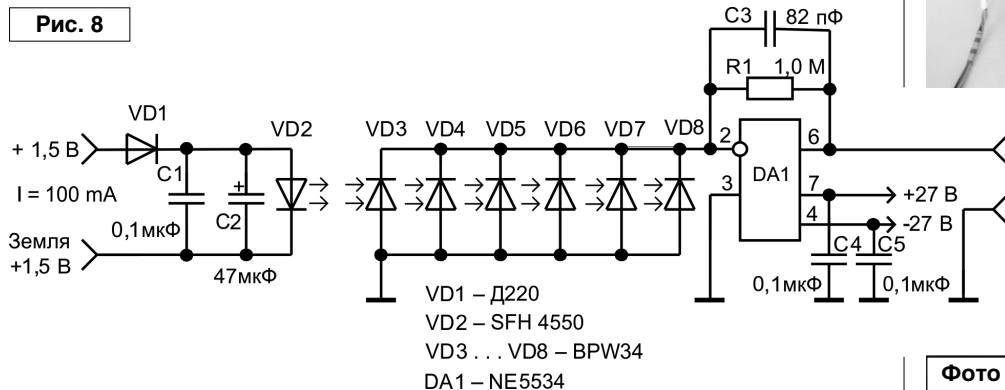 Рис. 8
C3
82 пФ
R1
1,0 М
VD1
VD2
VD3
VD4
VD5
VD6
VD7
VD8
2
6
+ 1,5 В
C1
+
3
DA1
7
+27 В
I = 100 mA
4
-27 В
C2
C4
C5
Земля
+1,5 В
0,1мкФ
47мкФ
0,1мкФ
0,1мкФ
VD1 – Д220
VD2 – SFH 4550
VD3 . . . VD8 – BPW34
DA1 – NE5534
Фото